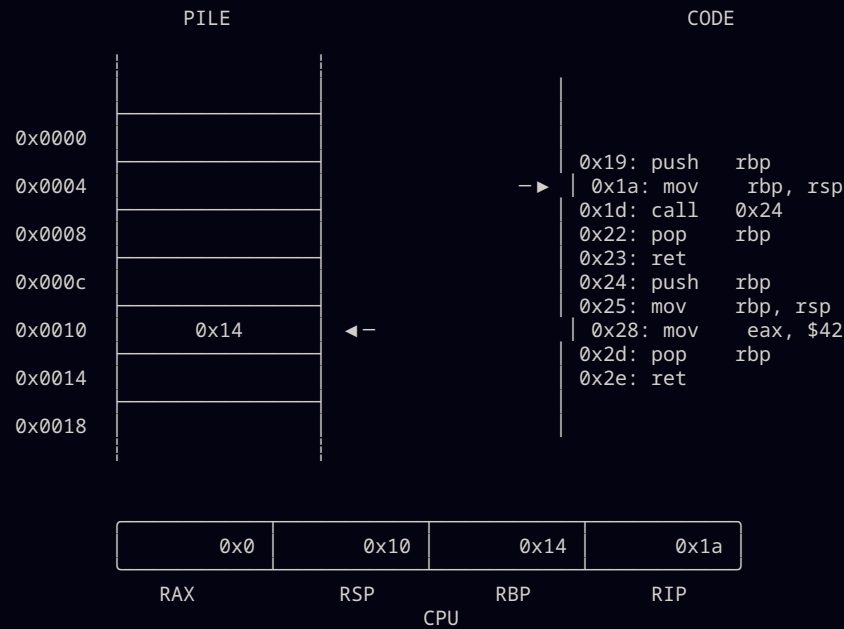 PILE CODE
0x0000
0x19: push rbp
0x0004 0x1a: mov rbp, rsp
0x1d: call 0x24
0x0008 0x22: pop rbp
0x23: ret
0x000c 0x24: push rbp
0x25: mov rbp, rsp
0x0010 0x14 0x28: mov eax, $42
0x2d: pop rbp
0x0014 0x2e: ret
0x0018
0x0 0x10 0x14 0x1a
RAX RSP RBP RIP
CPU